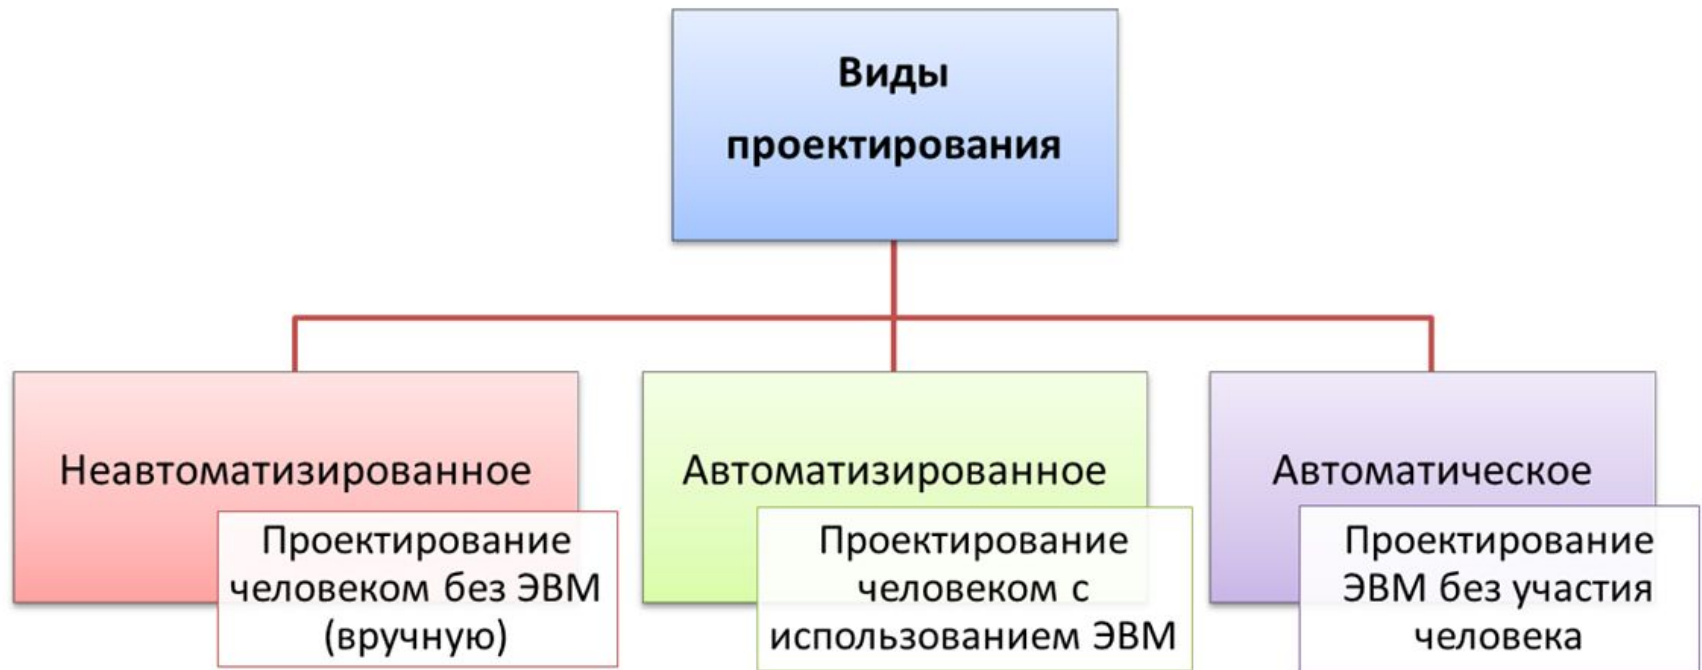 Виды
проектирования
Неавтоматизированное
Проектирование
человеком без ЭВМ
(вручную)
Автоматизированное
Проектирование
человеком с
использованием ЭВМ
Автоматическое
Проектирование
ЭВМ без участия
человека